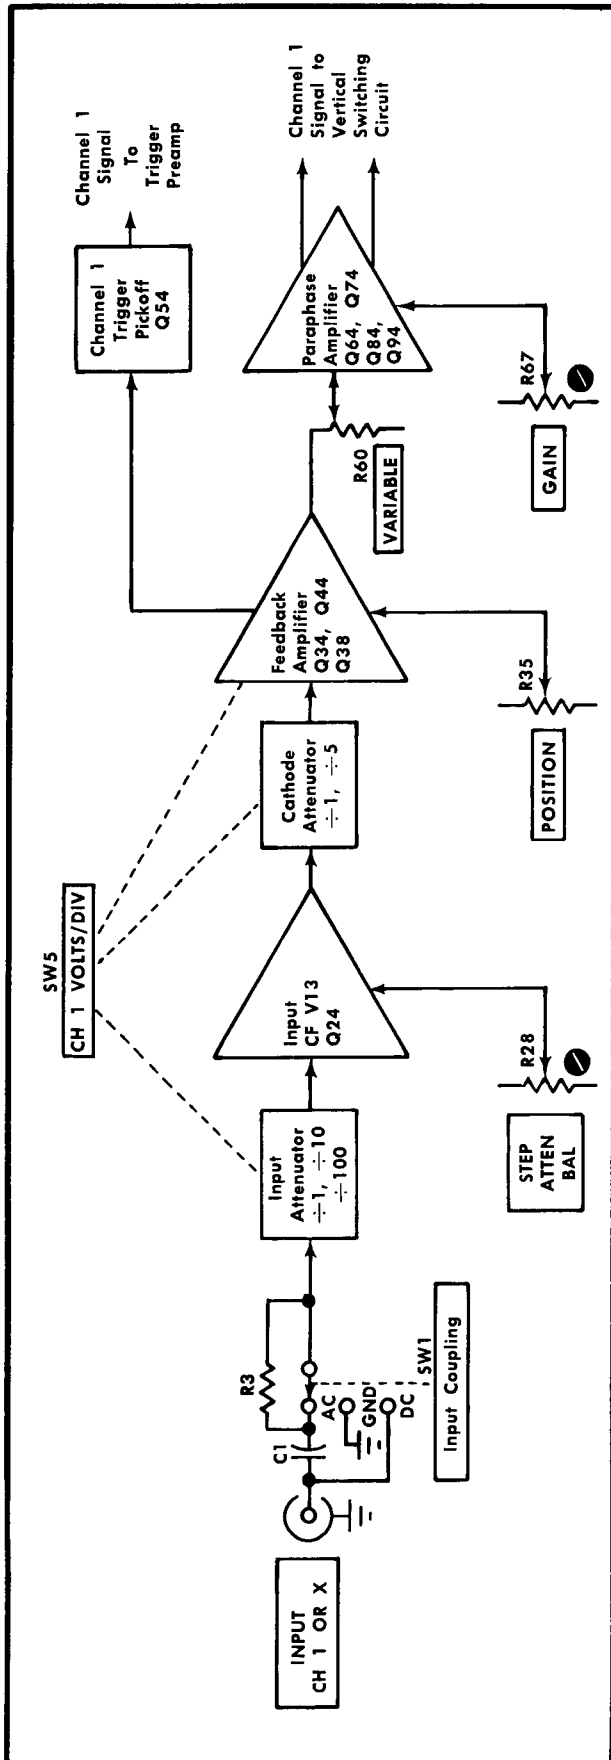 INPUT
CH 1 OR X
C1
R3
AC
GND
DC
SW1
Input Coupling
Input
Attenuator
÷1, ÷10
÷100
SW5
CH 1 VOLTS/DIV
Input
CF V13
Q24
R28
STEP
ATTEN
BAL
Cathode
Attenuator
÷1, ÷5
Feedback
Amplifier
Q34, Q44
Q38
R35
POSITION
Channel 1
Trigger
Pickoff
Q54
Channel 1
Signal
To
Trigger
Preamp
R60
VARIABLE
Paraphase
Amplifier
Q64, Q74
Q84,
Q94
R67
GAIN
Channel 1
Signal to
Vertical
Switching
Circuit